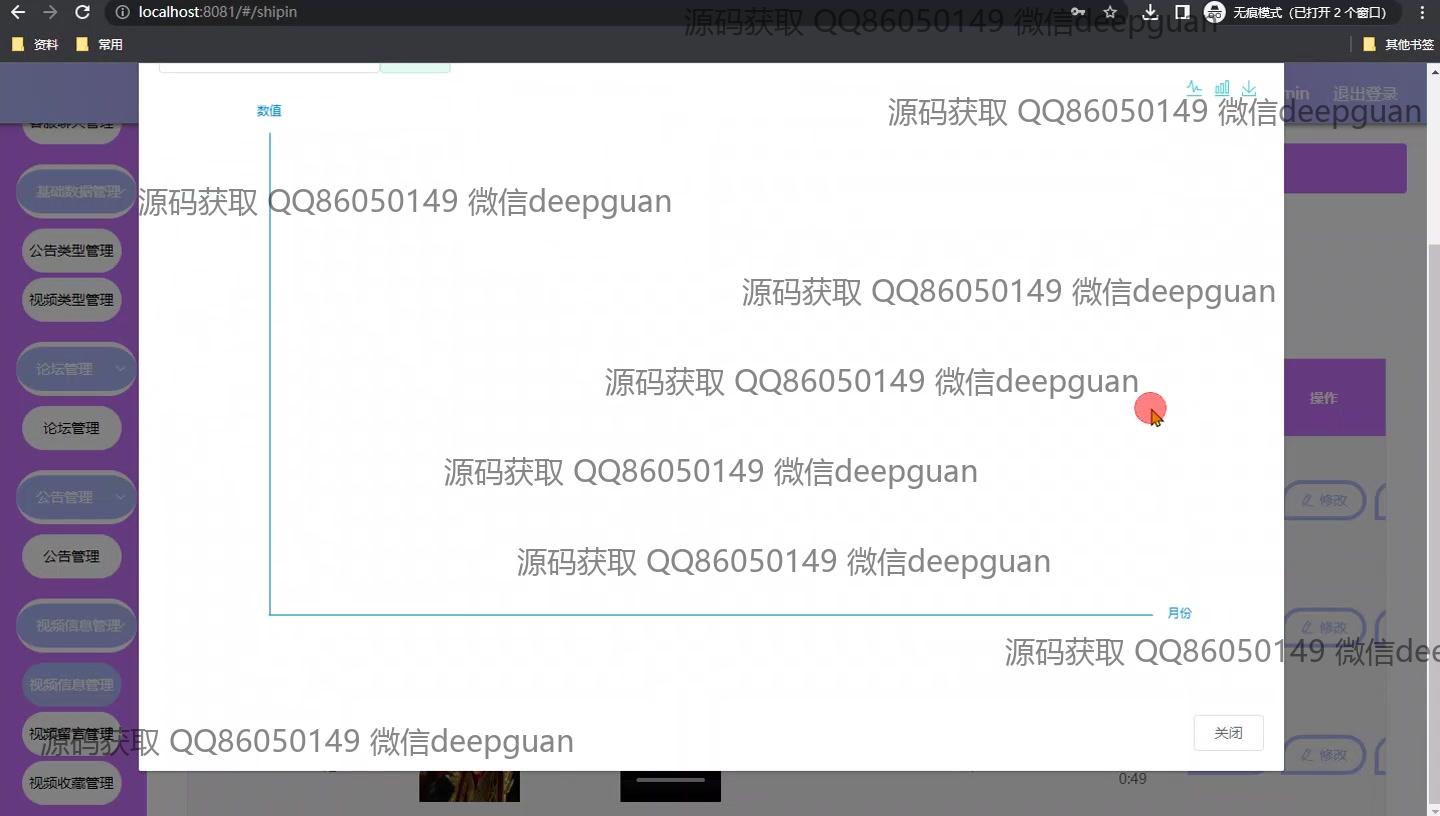 localhost:8081/#/shipin
无痕模式（已打开 2 个窗口）
资料
常用
其他书签
源码获取 QQ86050149 微信deepguan
min
退出登录
数值
源码获取 QQ86050149 微信deepguan
客服聊天管理
基础数据管理
源码获取 QQ86050149 微信deepguan
公告类型管理
视频类型管理
源码获取 QQ86050149 微信deepguan
论坛管理
源码获取 QQ86050149 微信deepguan
操作
论坛管理
源码获取 QQ86050149 微信deepguan
公告管理
修改
公告管理
源码获取 QQ86050149 微信deepguan
月份
视频信息管理
修改
源码获取 QQ86050149 微信dee
视频信息管理
视频留言管理
源码获取 QQ86050149 微信deepguan
关闭
修改
视频收藏管理
0:49